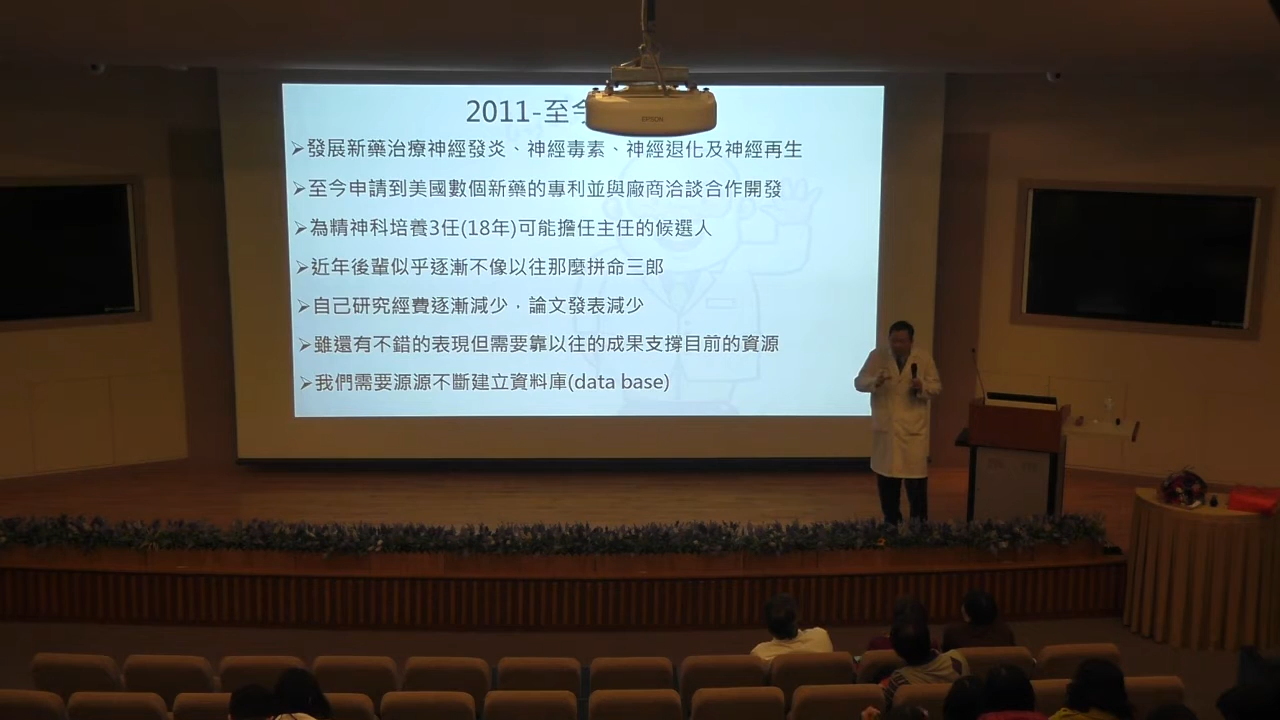 2011-至今
➢發展新藥治療神經發炎、神經毒素、神經退化及神經再生
➢至今申請到美國數個新藥的專利並與廠商洽談合作開發
➢為精神科培養3任(18年)可能擔任主任的候選人
➢近年後輩似乎逐漸不像以往那麼拼命三郎
➢自己研究經費逐漸減少，論文發表減少
➢雖還有不錯的表現但需要靠以往的成果支撐目前的資源
➢我們需要源源不斷建立資料庫(data base)
EPSON